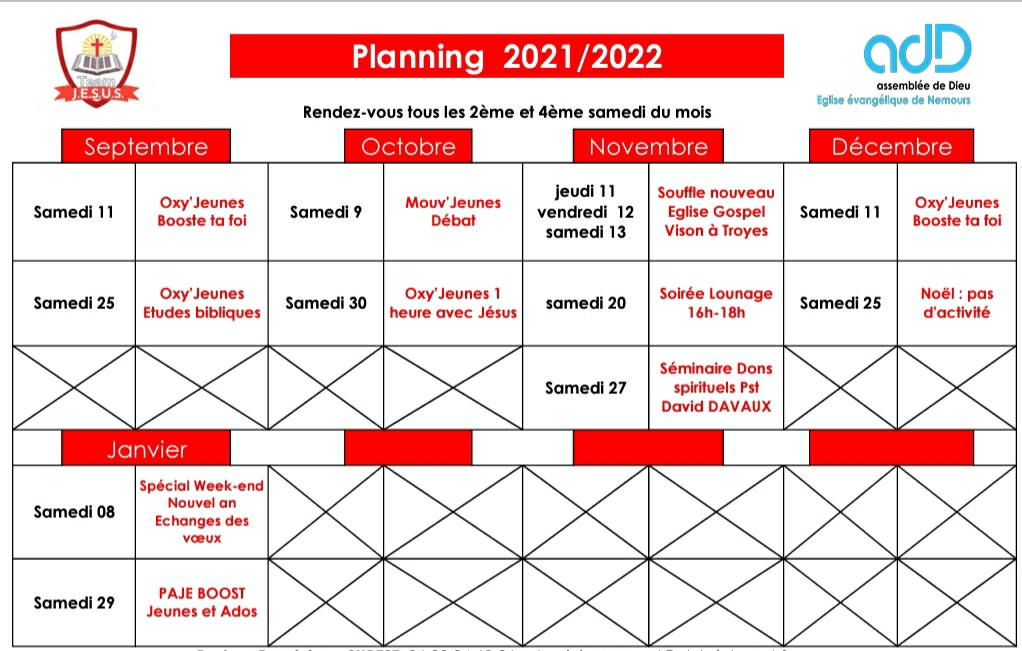 Team
J.E.S.U.S.
Planning 2021/2022
adD
assemblée de Dieu
Eglise évangélique de Nemours
Rendez-vous tous les 2ème et 4ème samedi du mois
Septembre
Octobre
Novembre
Décembre
Samedi 11
Oxy'Jeunes
Booste ta foi
Samedi 9
Mouv'Jeunes
Débat
jeudi 11
vendredi 12
samedi 13
Souffle nouveau
Eglise Gospel
Vison à Troyes
Samedi 11
Oxy'Jeunes
Booste ta foi
Samedi 25
Oxy'Jeunes
Etudes bibliques
Samedi 30
Oxy'Jeunes 1
heure avec Jésus
samedi 20
Soirée Lounage
16h-18h
Samedi 25
Noël : pas
d'activité
Samedi 27
Séminaire Dons
spirituels Pst
David DAVAUX
Janvier
Samedi 08
Spécial Week-end
Nouvel an
Echanges des
vœux
Samedi 29
PAJE BOOST
Jeunes et Ados